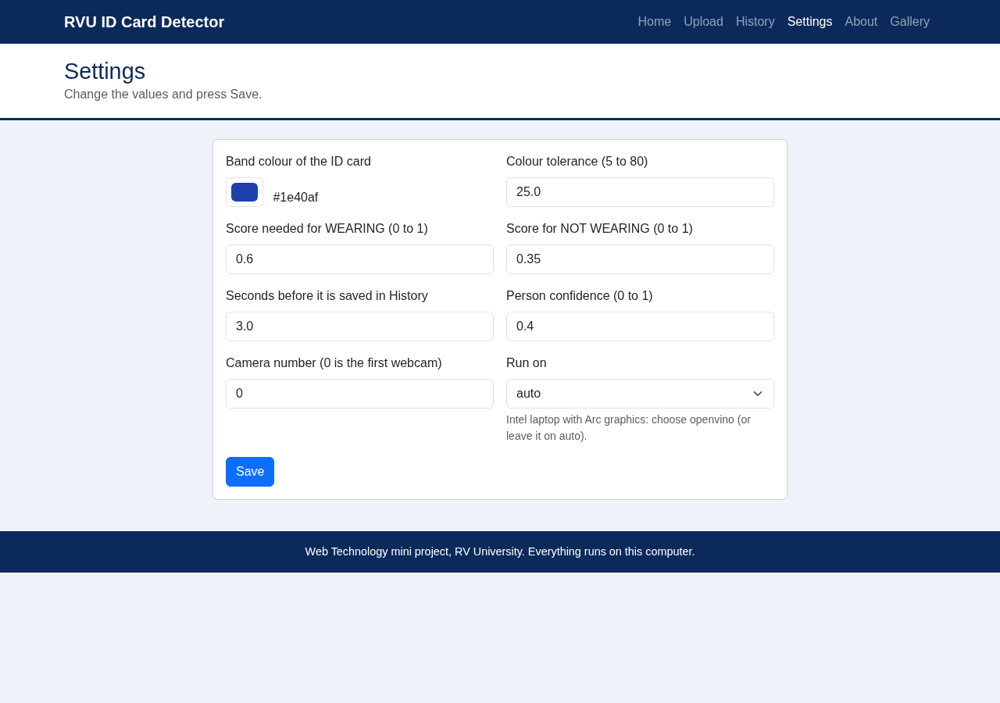 RVU ID Card Detector
Home Upload History Settings About Gallery
Settings
Change the values and press Save.
Band colour of the ID card
#1e40af
Colour tolerance (5 to 80)
25.0
Score needed for WEARING (0 to 1)
0.6
Score for NOT WEARING (0 to 1)
0.35
Seconds before it is saved in History
3.0
Person confidence (0 to 1)
0.4
Camera number (0 is the first webcam)
0
Run on
auto
Intel laptop with Arc graphics: choose openvino (or
leave it on auto).
Save
Web Technology mini project, RV University. Everything runs on this computer.